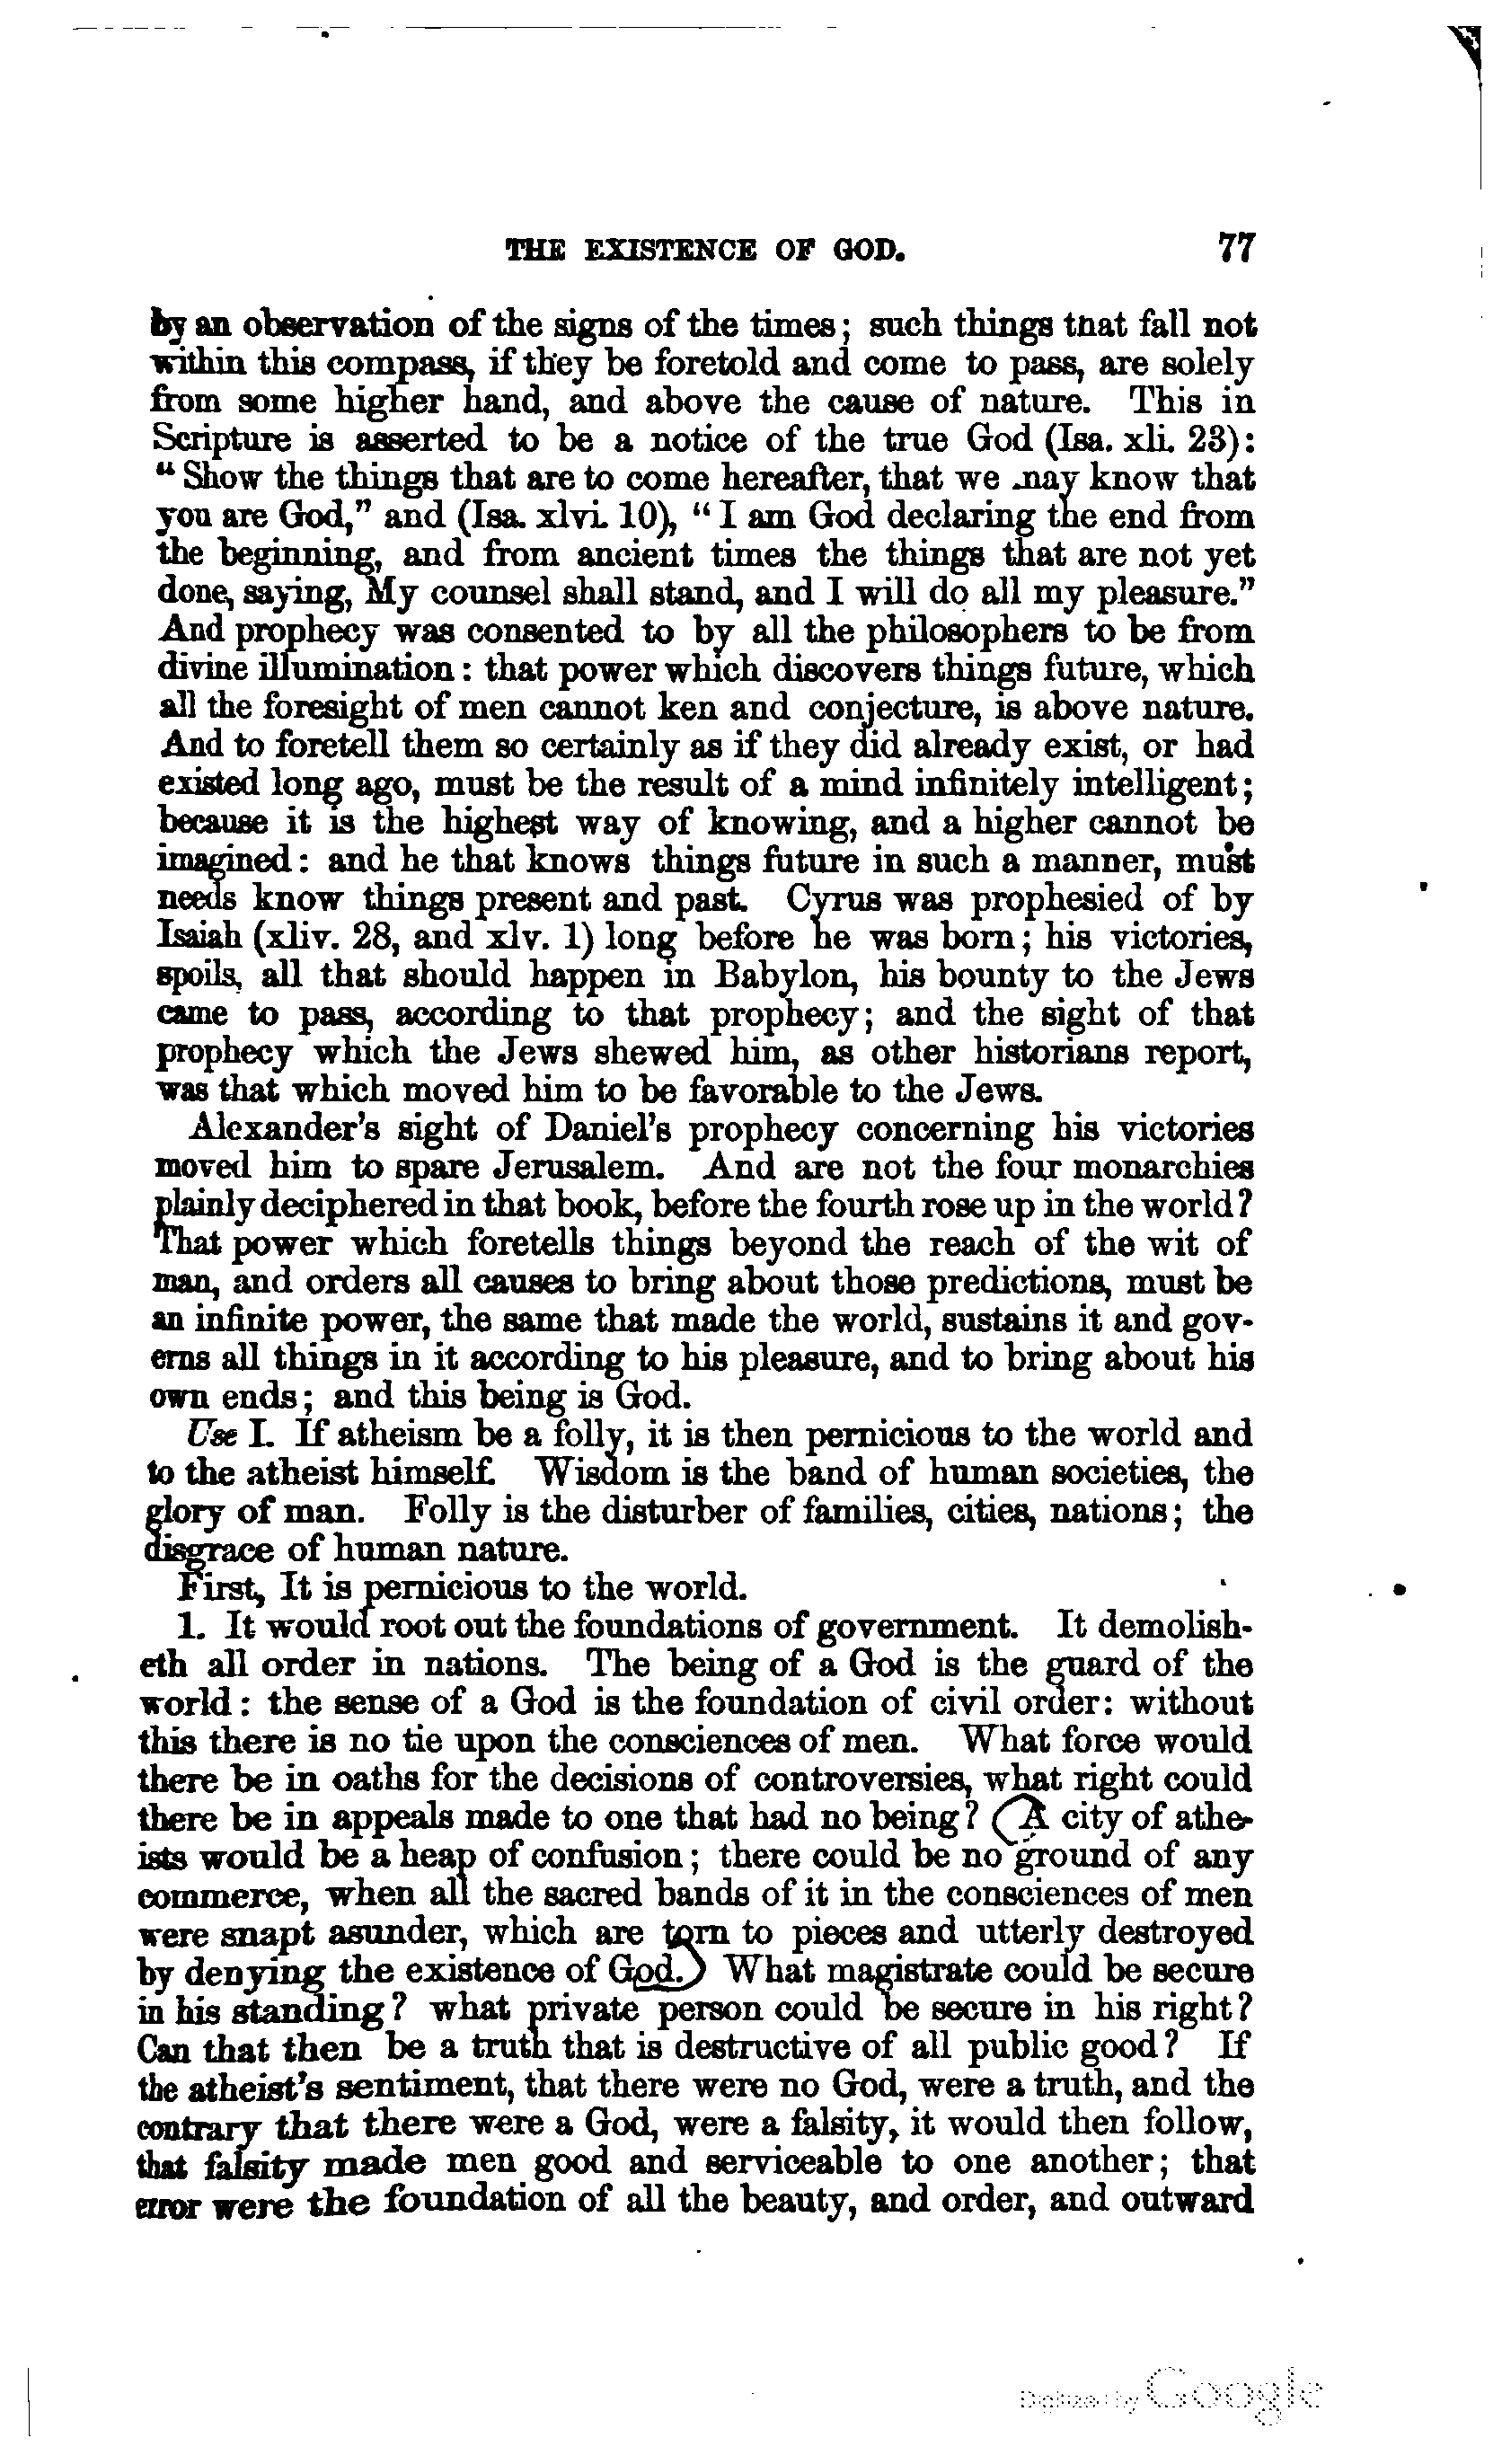 THE EXISTENCE OF GOD. 77
by an observation of the signs of the times; such things that fall not
within this compass, if they be foretold and come to pass, are solely
from some higher hand, and above the cause of nature. This in
Scripture is asserted to be a notice of the true God (Isa. xli. 23):
“Show the things that are to come hereafter, that we may know that
you are God,” and (Isa. xlvi. 10), “I am God declaring the end from
the beginning, and from ancient times the things that are not yet
done, saying, My counsel shall stand, and I will do all my pleasure.”
And prophecy was consented to by all the philosophers to be from
divine illumination: that power which discovers things future, which
all the foresight of men cannot ken and conjecture, is above nature.
And to foretell them so certainly as if they did already exist, or had
existed long ago, must be the result of a mind infinitely intelligent;
because it is the highest way of knowing, and a higher cannot be
imagined: and he that knows things future in such a manner, must
needs know things present and past. Cyrus was prophesied of by
Isaiah (xliv. 28, and xlv. 1) long before he was born; his victories,
spoils, all that should happen in Babylon, his bounty to the Jews
came to pass, according to that prophecy; and the sight of that
prophecy which the Jews shewed him, as other historians report,
was that which moved him to be favorable to the Jews.
Alexander's sight of Daniel's prophecy concerning his victories
moved him to spare Jerusalem. And are not the four monarchies
plainly deciphered in that book, before the fourth rose up in the world?
That power which foretells things beyond the reach of the wit of
man, and orders all causes to bring about those predictions, must be
an infinite power, the same that made the world, sustains it and gov-
erns all things in it according to his pleasure, and to bring about his
own ends; and this being is God.
Use I. If atheism be a folly, it is then pernicious to the world and
to the atheist himself. Wisdom is the band of human societies, the
glory of man. Folly is the disturber of families, cities, nations; the
disgrace of human nature.
First, It is pernicious to the world.
1. It would root out the foundations of government. It demolish-
eth all order in nations. The being of a God is the guard of the
world: the sense of a God is the foundation of civil order: without
this there is no tie upon the consciences of men. What force would
there be in oaths for the decisions of controversies, what right could
there be in appeals made to one that had no being? A city of athe-
ists would be a heap of confusion; there could be no ground of any
commerce, when all the sacred bands of it in the consciences of men
were snapt asunder, which are torn to pieces and utterly destroyed
by denying the existence of God. What magistrate could be secure
in his standing? what private person could be secure in his right?
Can that then be a truth that is destructive of all public good? If
the atheist's sentiment, that there were no God, were a truth, and the
contrary that there were a God, were a falsity, it would then follow,
that falsity made men good and serviceable to one another; that
error were the foundation of all the beauty, and order, and outward
Digitized by Google